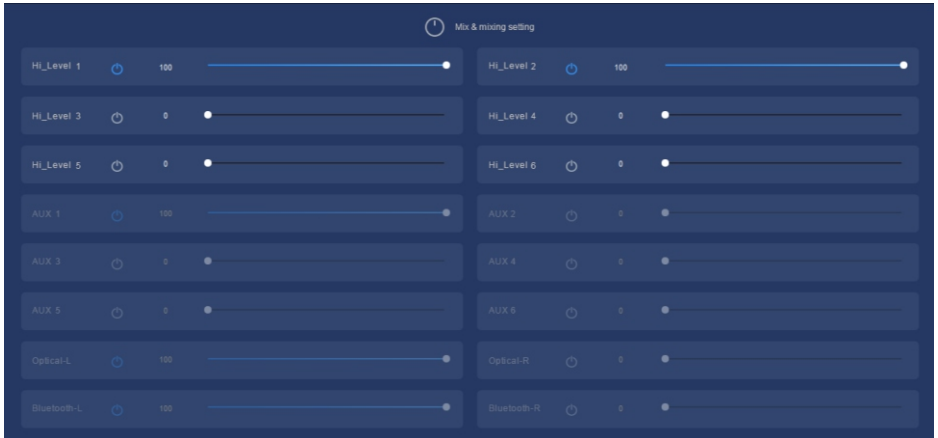 Mix & mixing setting
Hi_Level 1 100 Hi_Level 2 100
Hi_Level 3 0 Hi_Level 4 0
Hi_Level 5 0 Hi_Level 6 0
AUX 1 100 AUX 2 0
AUX 3 0 AUX 4 0
AUX 5 0 AUX 6 0
Optical-L 100 Optical-R 0
Bluetooth-L 100 Bluetooth-R 0